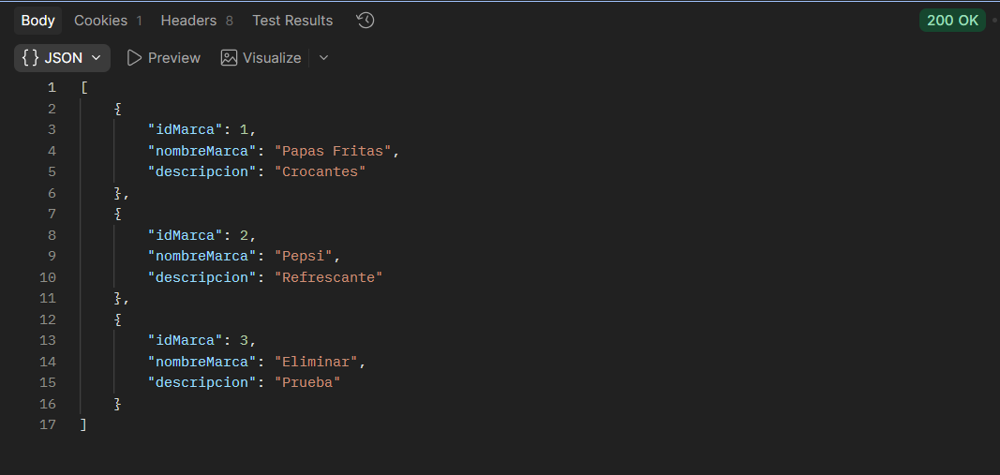 Body Cookies 1 Headers 8 Test Results 200 OK
{} JSON Preview Visualize
1 [
2 {
3 "idMarca": 1,
4 "nombreMarca": "Papas Fritas",
5 "descripcion": "Crocantes"
6 },
7 {
8 "idMarca": 2,
9 "nombreMarca": "Pepsi",
10 "descripcion": "Refrescante"
11 },
12 {
13 "idMarca": 3,
14 "nombreMarca": "Eliminar",
15 "descripcion": "Prueba"
16 }
17 ]